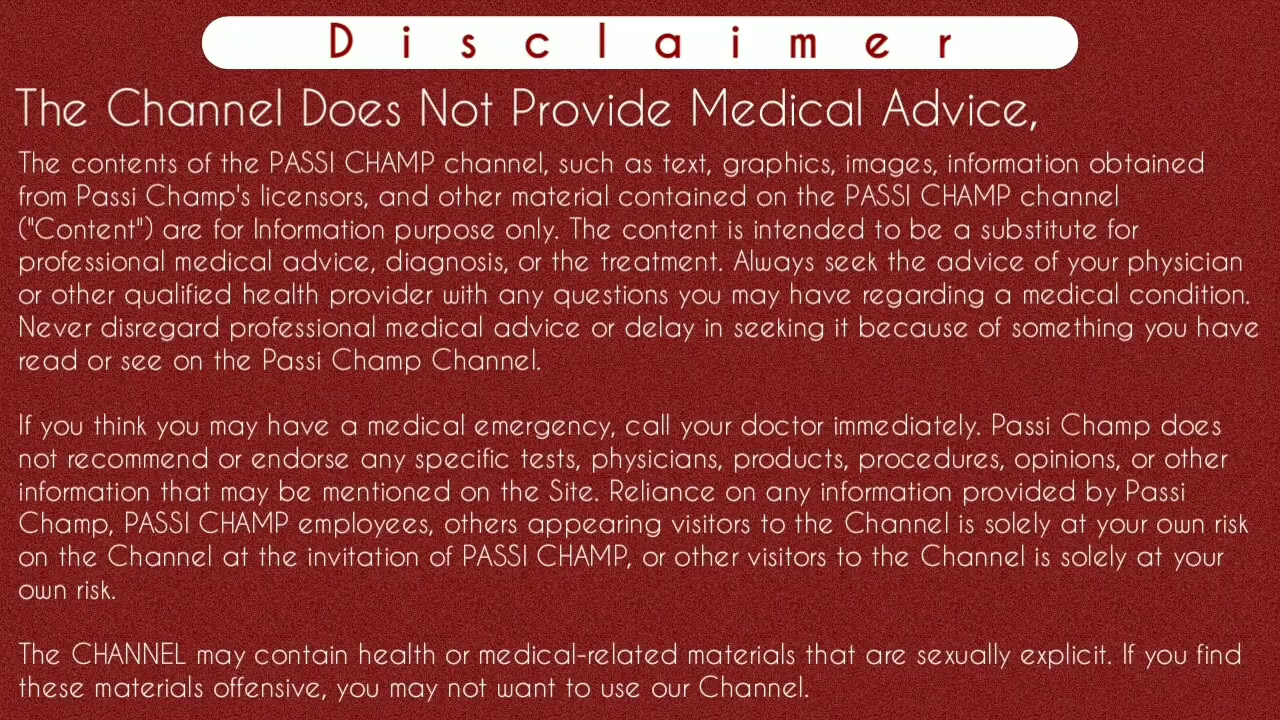 Disclaimer
The Channel Does Not Provide Medical Advice,
The contents of the PASSI CHAMP channel, such as text, graphics, images, information obtained
from Passi Champ's licensors, and other material contained on the PASSI CHAMP channel
("Content") are for Information purpose only. The content is intended to be a substitute for
professional medical advice, diagnosis, or the treatment. Always seek the advice of your physician
or other qualified health provider with any questions you may have regarding a medical condition.
Never disregard professional medical advice or delay in seeking it because of something you have
read or see on the Passi Champ Channel.
If you think you may have a medical emergency, call your doctor immediately. Passi Champ does
not recommend or endorse any specific tests, physicians, products, procedures, opinions, or other
information that may be mentioned on the Site. Reliance on any information provided by Passi
Champ, PASSI CHAMP employees, others appearing visitors to the Channel is solely at your own risk
on the Channel at the invitation of PASSI CHAMP, or other visitors to the Channel is solely at your
own risk.
The CHANNEL may contain health or medical-related materials that are sexually explicit. If you find
these materials offensive, you may not want to use our Channel.